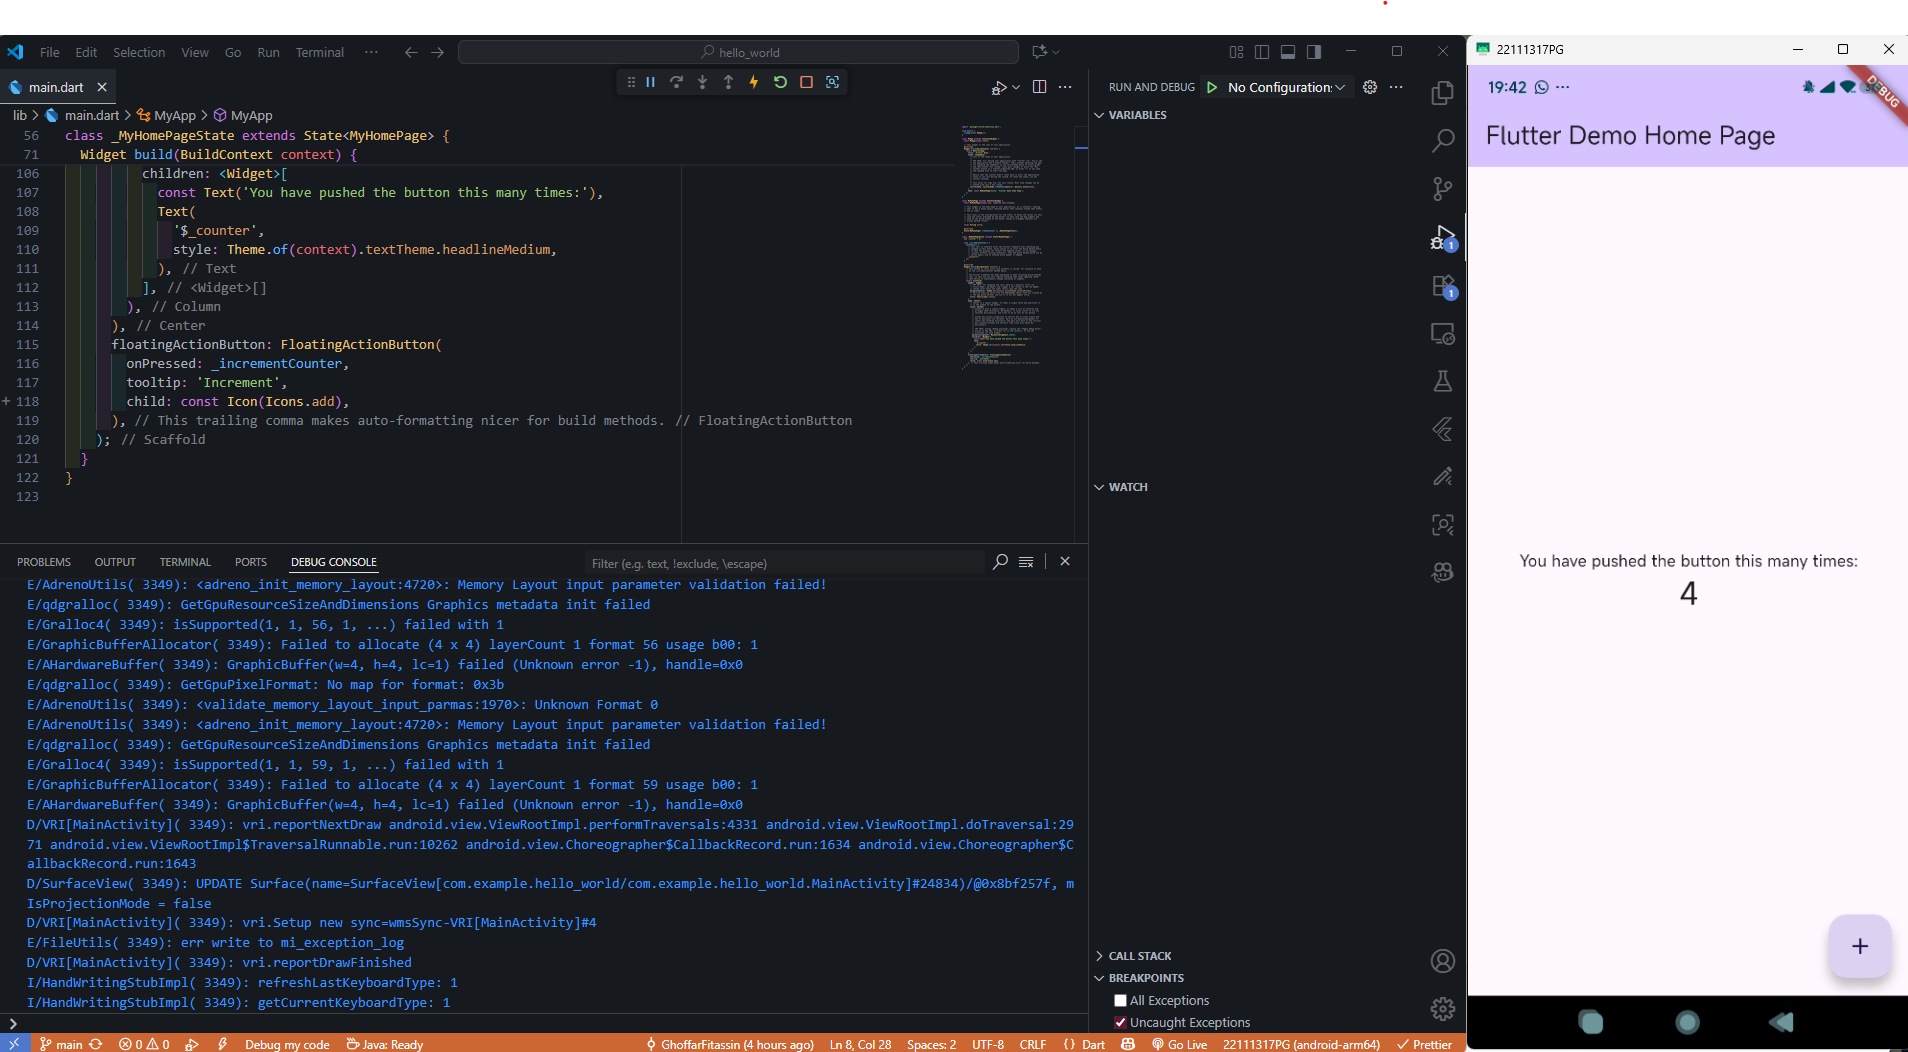 File Edit Selection View Go Run Terminal ··· hello_world
main.dart
lib > main.dart > MyApp > MyApp
56 class _MyHomePageState extends State<MyHomePage> {
71 Widget build(BuildContext context) {
106 children: <Widget>[
107 const Text('You have pushed the button this many times:'),
108 Text(
109 '$_counter',
110 style: Theme.of(context).textTheme.headlineMedium,
111 ), // Text
112 ], // <Widget>[]
113 ), // Column
114 ), // Center
115 floatingActionButton: FloatingActionButton(
116 onPressed: _incrementCounter,
117 tooltip: 'Increment',
118 child: const Icon(Icons.add),
119 ), // This trailing comma makes auto-formatting nicer for build methods. // FloatingActionButton
120 ); // Scaffold
121 }
122 }
123
PROBLEMS OUTPUT TERMINAL PORTS DEBUG CONSOLE Filter (e.g. text, !exclude, \escape)
E/AdrenoUtils( 3349): <adreno_init_memory_layout:4720>: Memory Layout input parameter validation failed!
E/qdgralloc( 3349): GetGpuResourceSizeAndDimensions Graphics metadata init failed
E/Gralloc4( 3349): isSupported(1, 1, 56, 1, ...) failed with 1
E/GraphicBufferAllocator( 3349): Failed to allocate (4 x 4) layerCount 1 format 56 usage b00: 1
E/AHardwareBuffer( 3349): GraphicBuffer(w=4, h=4, lc=1) failed (Unknown error -1), handle=0x0
E/qdgralloc( 3349): GetGpuPixelFormat: No map for format: 0x3b
E/AdrenoUtils( 3349): <validate_memory_layout_input_parmas:1970>: Unknown Format 0
E/AdrenoUtils( 3349): <adreno_init_memory_layout:4720>: Memory Layout input parameter validation failed!
E/qdgralloc( 3349): GetGpuResourceSizeAndDimensions Graphics metadata init failed
E/Gralloc4( 3349): isSupported(1, 1, 59, 1, ...) failed with 1
E/GraphicBufferAllocator( 3349): Failed to allocate (4 x 4) layerCount 1 format 59 usage b00: 1
E/AHardwareBuffer( 3349): GraphicBuffer(w=4, h=4, lc=1) failed (Unknown error -1), handle=0x0
D/VRI[MainActivity]( 3349): vri.reportNextDraw android.view.ViewRootImpl.performTraversals:4331 android.view.ViewRootImpl.doTraversal:29
71 android.view.ViewRootImpl$TraversalRunnable.run:10262 android.view.Choreographer$CallbackRecord.run:1634 android.view.Choreographer$C
allbackRecord.run:1643
D/SurfaceView( 3349): UPDATE Surface(name=SurfaceView[com.example.hello_world/com.example.hello_world.MainActivity]#24834)/@0x8bf257f, m
IsProjectionMode = false
D/VRI[MainActivity]( 3349): vri.Setup new sync=wmsSync-VRI[MainActivity]#4
E/FileUtils( 3349): err write to mi_exception_log
D/VRI[MainActivity]( 3349): vri.reportDrawFinished
I/HandWritingStubImpl( 3349): refreshLastKeyboardType: 1
I/HandWritingStubImpl( 3349): getCurrentKeyboardType: 1
RUN AND DEBUG No Configuration:
VARIABLES
1
1
WATCH
CALL STACK
BREAKPOINTS
All Exceptions
Uncaught Exceptions
main 0 0 Debug my code Java: Ready GhoffarFitassin (4 hours ago) Ln 8, Col 28 Spaces: 2 UTF-8 CRLF {} Dart Go Live 22111317PG (android-arm64) Prettier
22111317PG
19:42 ···
DEBUG
Flutter Demo Home Page
You have pushed the button this many times:
4
+